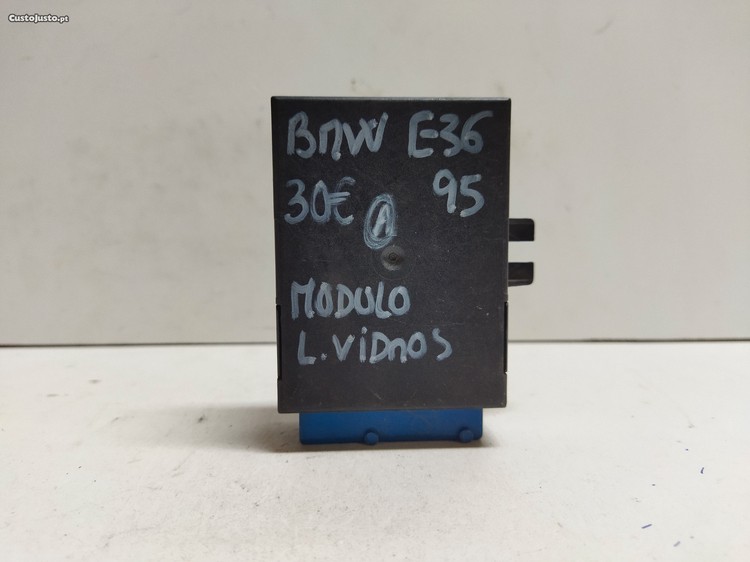 CustoJusto.pt
BMW E-36
30€ A 95
MODULO
L. VIDROS